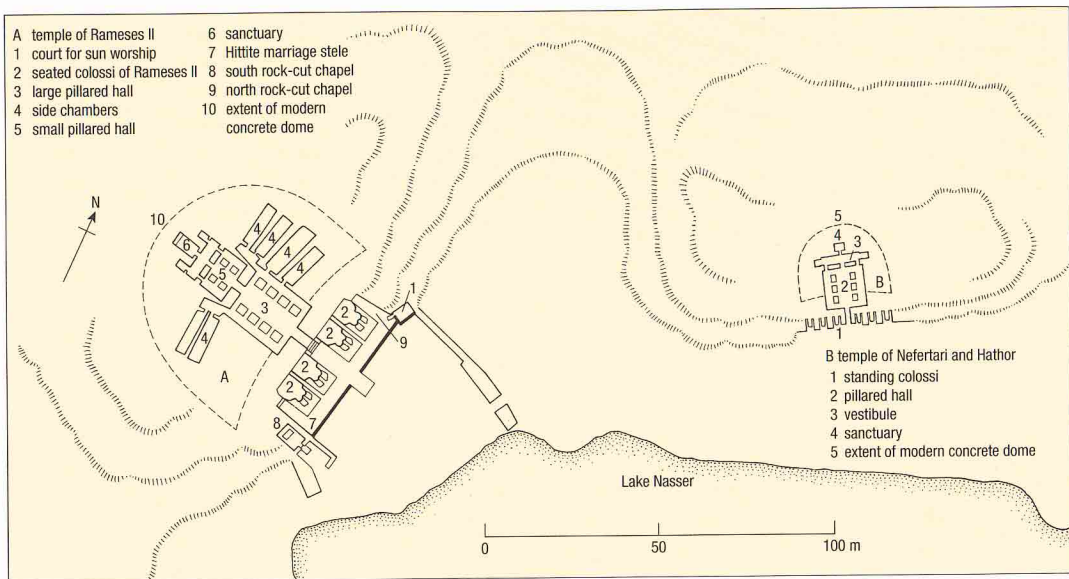 A temple of Rameses II
1 court for sun worship
2 seated colossi of Rameses II
3 large pillared hall
4 side chambers
5 small pillared hall
6 sanctuary
7 Hittite marriage stele
8 south rock-cut chapel
9 north rock-cut chapel
10 extent of modern
concrete dome
N
10
6
5
4
4
4
4
3
4
A
2
2
2
2
1
9
7
8
5
4
3
2
B
1
B temple of Nefertari and Hathor
1 standing colossi
2 pillared hall
3 vestibule
4 sanctuary
5 extent of modern concrete dome
Lake Nasser
0 50 100 m